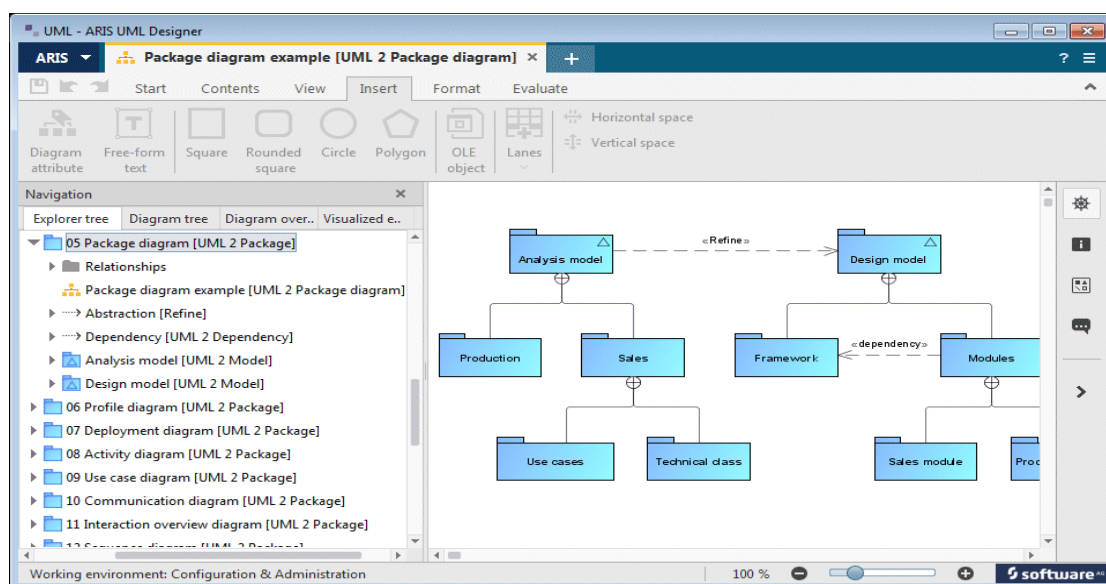 UML - ARIS UML Designer
ARIS
Package diagram example [UML 2 Package diagram] ×
+
?
Start Contents View Insert Format Evaluate
Diagram attribute
Free-form text
Square
Rounded square
Circle
Polygon
OLE object
Lanes
Horizontal space
Vertical space
Navigation
Explorer tree Diagram tree Diagram over.. Visualized e..
05 Package diagram [UML 2 Package]
Relationships
Package diagram example [UML 2 Package diagram]
Abstraction [Refine]
Dependency [UML 2 Dependency]
Analysis model [UML 2 Model]
Design model [UML 2 Model]
06 Profile diagram [UML 2 Package]
07 Deployment diagram [UML 2 Package]
08 Activity diagram [UML 2 Package]
09 Use case diagram [UML 2 Package]
10 Communication diagram [UML 2 Package]
11 Interaction overview diagram [UML 2 Package]
12 Sequence diagram [UML 2 Package]
«Refine»
Analysis model
Design model
«dependency»
Production
Sales
Framework
Modules
Use cases
Technical class
Sales module
Proc
Working environment: Configuration & Administration
100 %
software AG